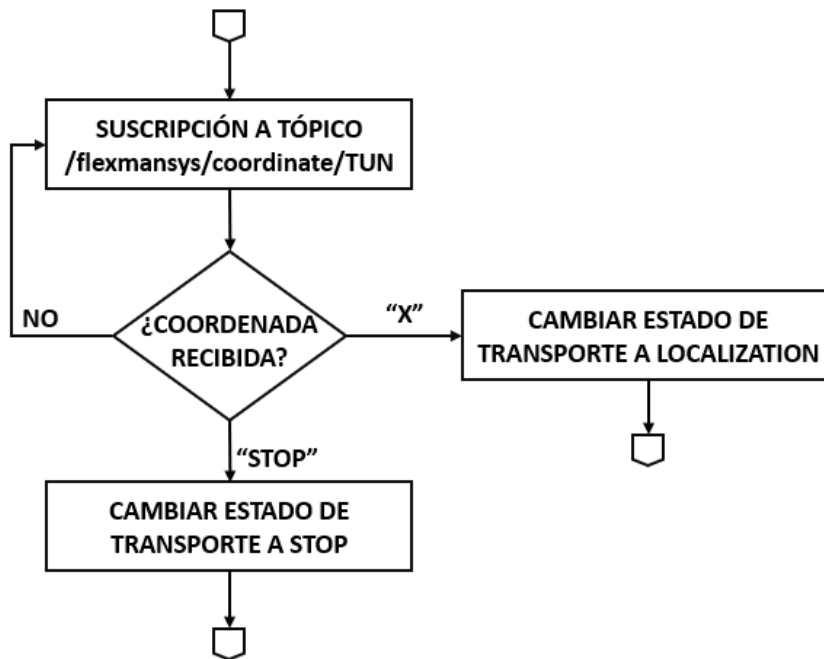 SUSCRIPCIÓN A TÓPICO
/flexmansys/coordinate/TUN
¿COORDENADA
RECIBIDA?
NO
“X”
CAMBIAR ESTADO DE
TRANSPORTE A LOCALIZATION
“STOP”
CAMBIAR ESTADO DE
TRANSPORTE A STOP